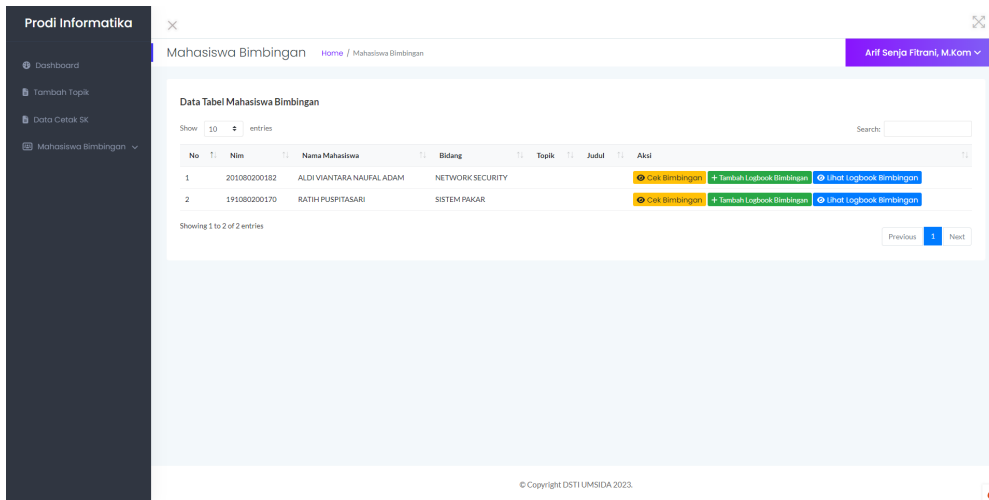 Prodi Informatika
Mahasiswa Bimbingan Home / Mahasiswa Bimbingan
Arif Senja Fitrani, M.Kom
Dashboard
Tambah Topik
Data Cetak SK
Mahasiswa Bimbingan
Data Tabel Mahasiswa Bimbingan
Show 10 entries
Search:
No Nim Nama Mahasiswa Bidang Topik Judul Aksi
1 201080200182 ALDI VIANTARA NAUFAL ADAM NETWORK SECURITY Cek Bimbingan + Tambah Logbook Bimbingan Lihat Logbook Bimbingan
2 191080200170 RATIH PUSPITASARI SISTEM PAKAR Cek Bimbingan + Tambah Logbook Bimbingan Lihat Logbook Bimbingan
Showing 1 to 2 of 2 entries
Previous 1 Next
© Copyright DSTI UMSIDA 2023.